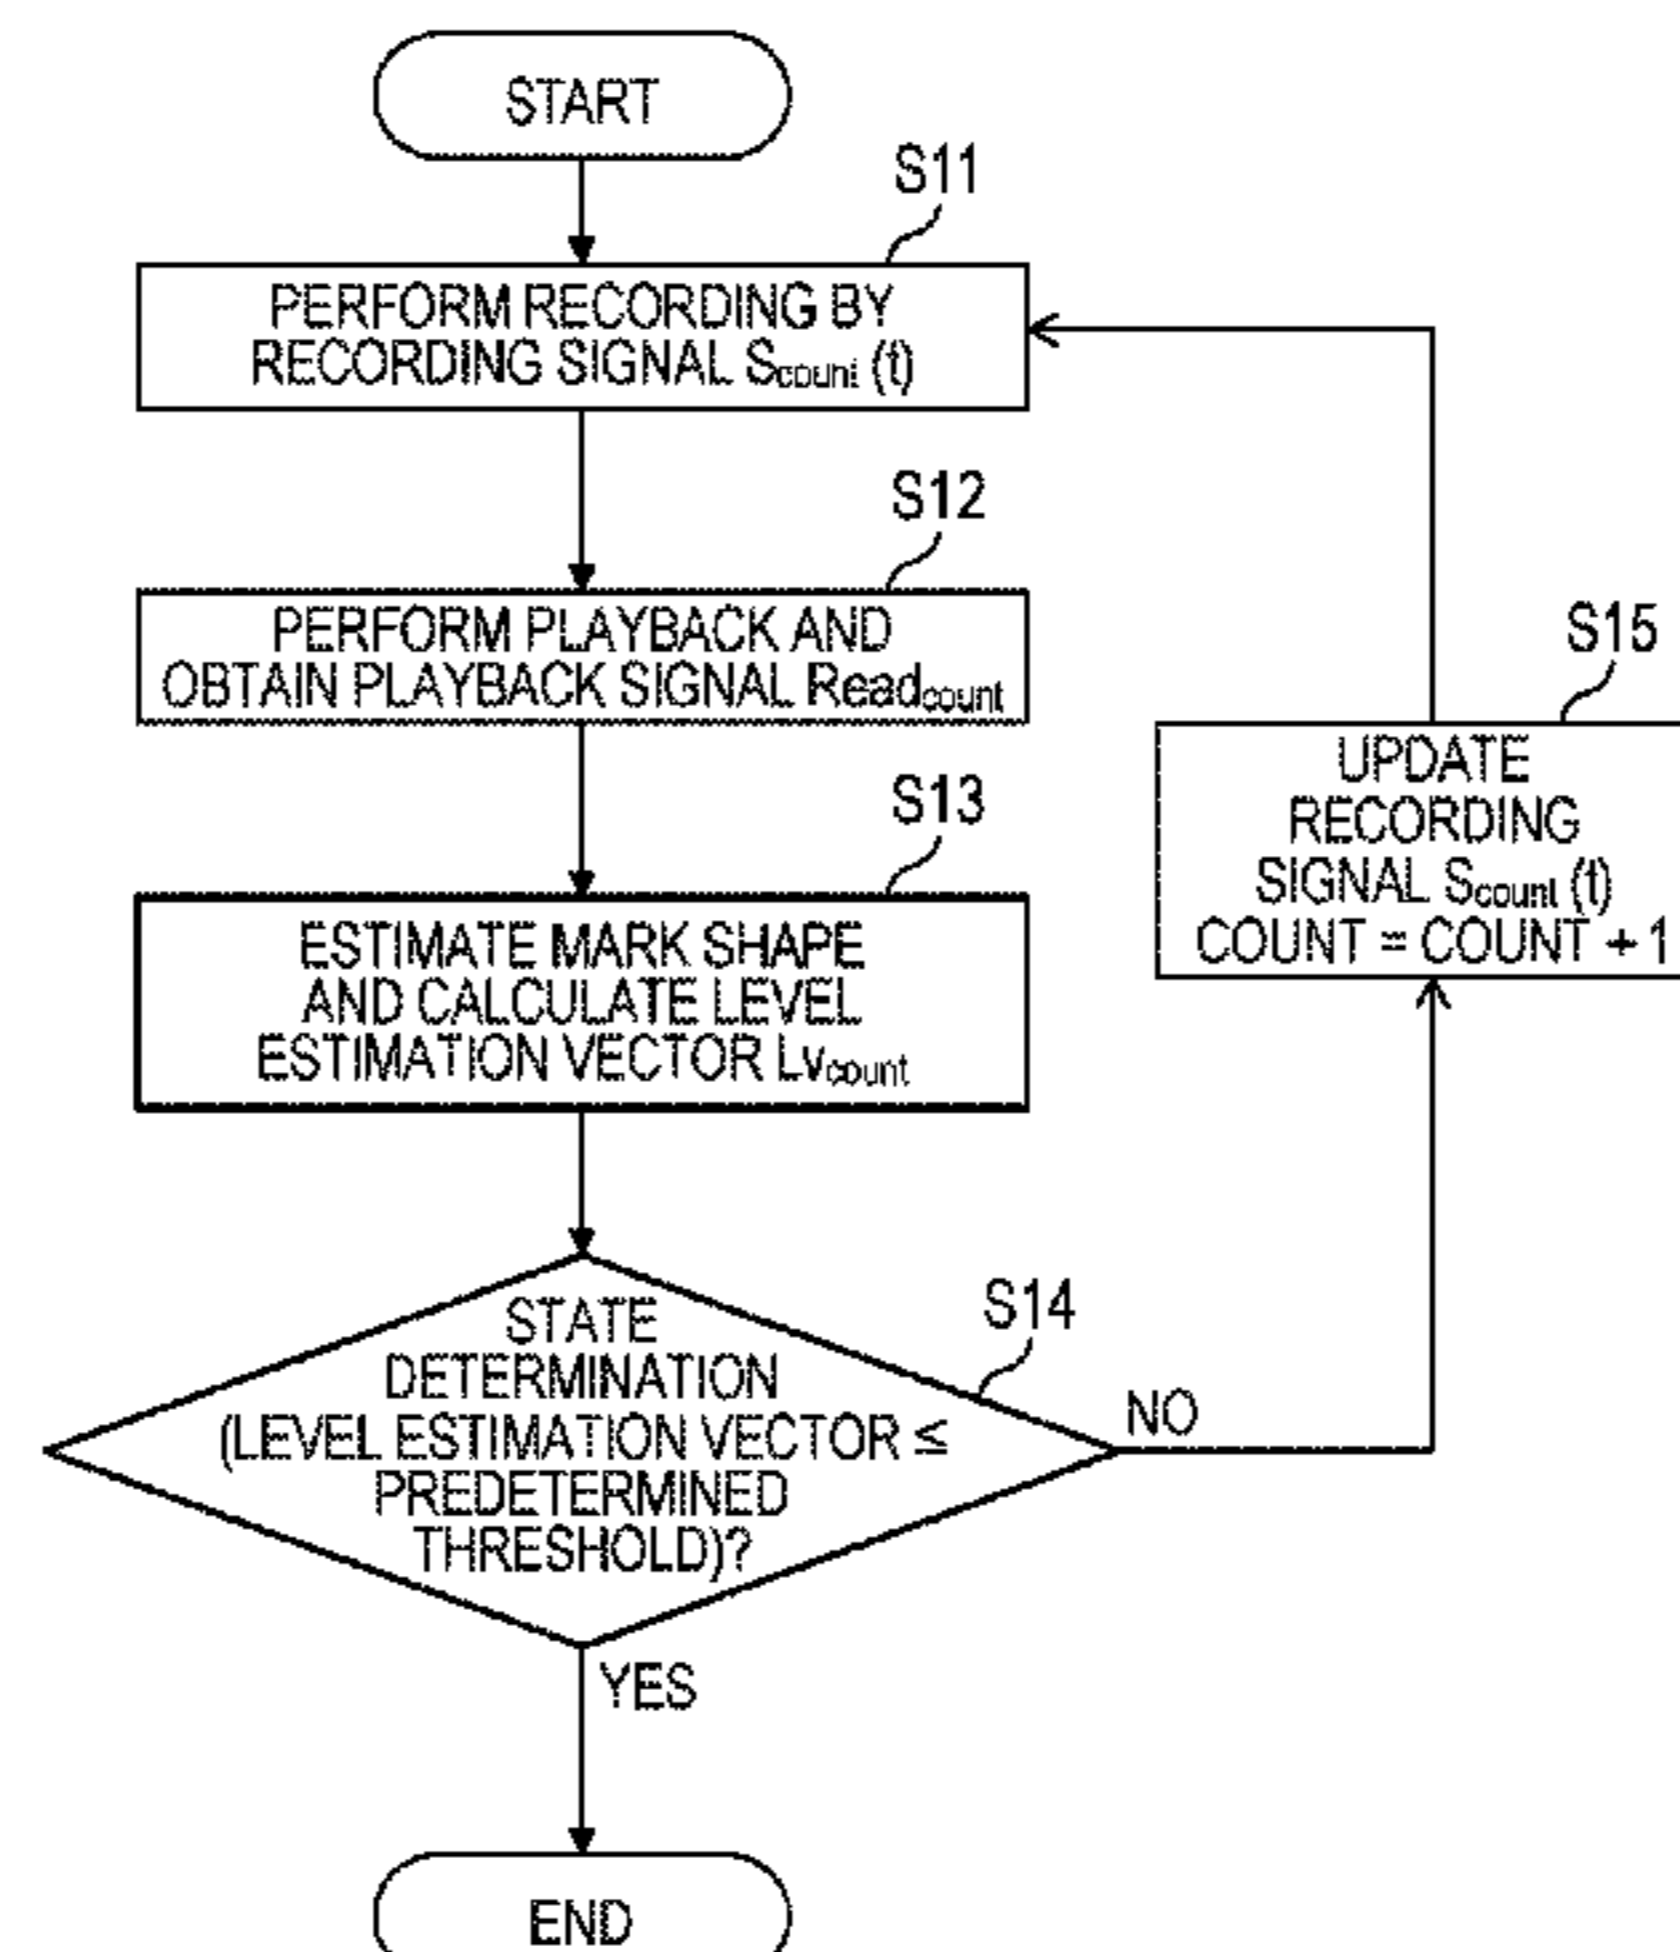 START
S11
PERFORM RECORDING BY
RECORDING SIGNAL Scount (t)
S12
PERFORM PLAYBACK AND
OBTAIN PLAYBACK SIGNAL Readcount
S13
ESTIMATE MARK SHAPE
AND CALCULATE LEVEL
ESTIMATION VECTOR Lvcount
S14
STATE
DETERMINATION
(LEVEL ESTIMATION VECTOR ≤
PREDETERMINED
THRESHOLD)?
NO
S15
UPDATE
RECORDING
SIGNAL Scount (t)
COUNT = COUNT + 1
YES
END